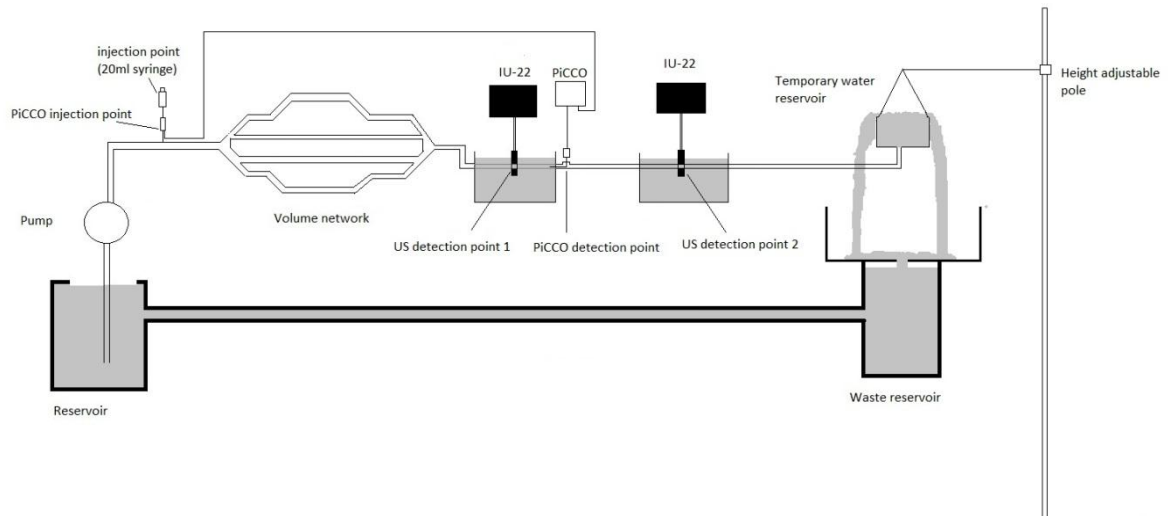 injection point
(20ml syringe)
PiCCO injection point
IU-22
PiCCO
IU-22
Temporary water
reservoir
Height adjustable
pole
Pump
Volume network
US detection point 1
PiCCO detection point
US detection point 2
Reservoir
Waste reservoir